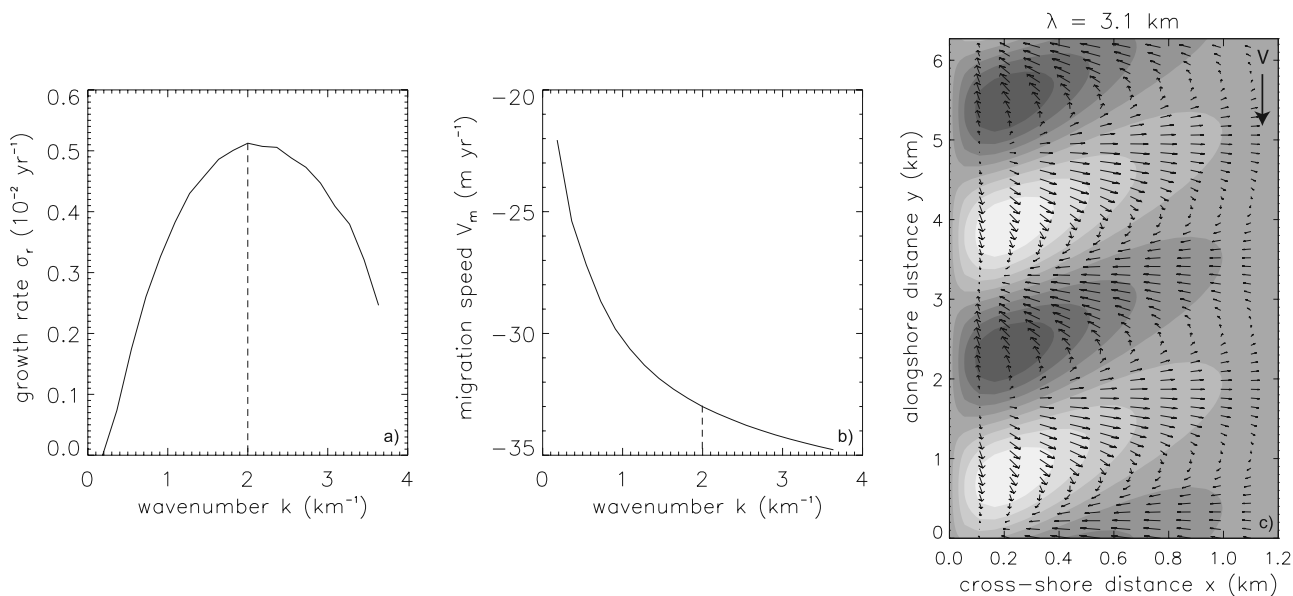 0.6
0.5
0.4
0.3
0.2
0.1
0.0
growth rate σr (10⁻² yr⁻¹)
0 1 2 3 4
wavenumber k (km⁻¹)
a)
−20
−25
−30
−35
migration speed Vm (m yr⁻¹)
0 1 2 3 4
wavenumber k (km⁻¹)
b)
λ = 3.1 km
V
6
5
4
3
2
1
0
alongshore distance y (km)
0.0 0.2 0.4 0.6 0.8 1.0 1.2
cross−shore distance x (km)
c)